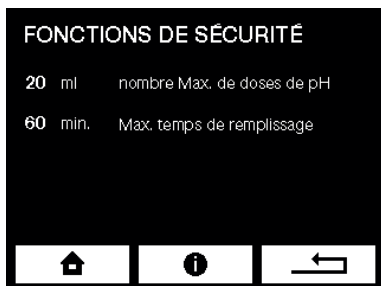 FONCTIONS DE SÉCURITÉ
20 ml nombre Max. de doses de pH
60 min. Max. temps de remplissage